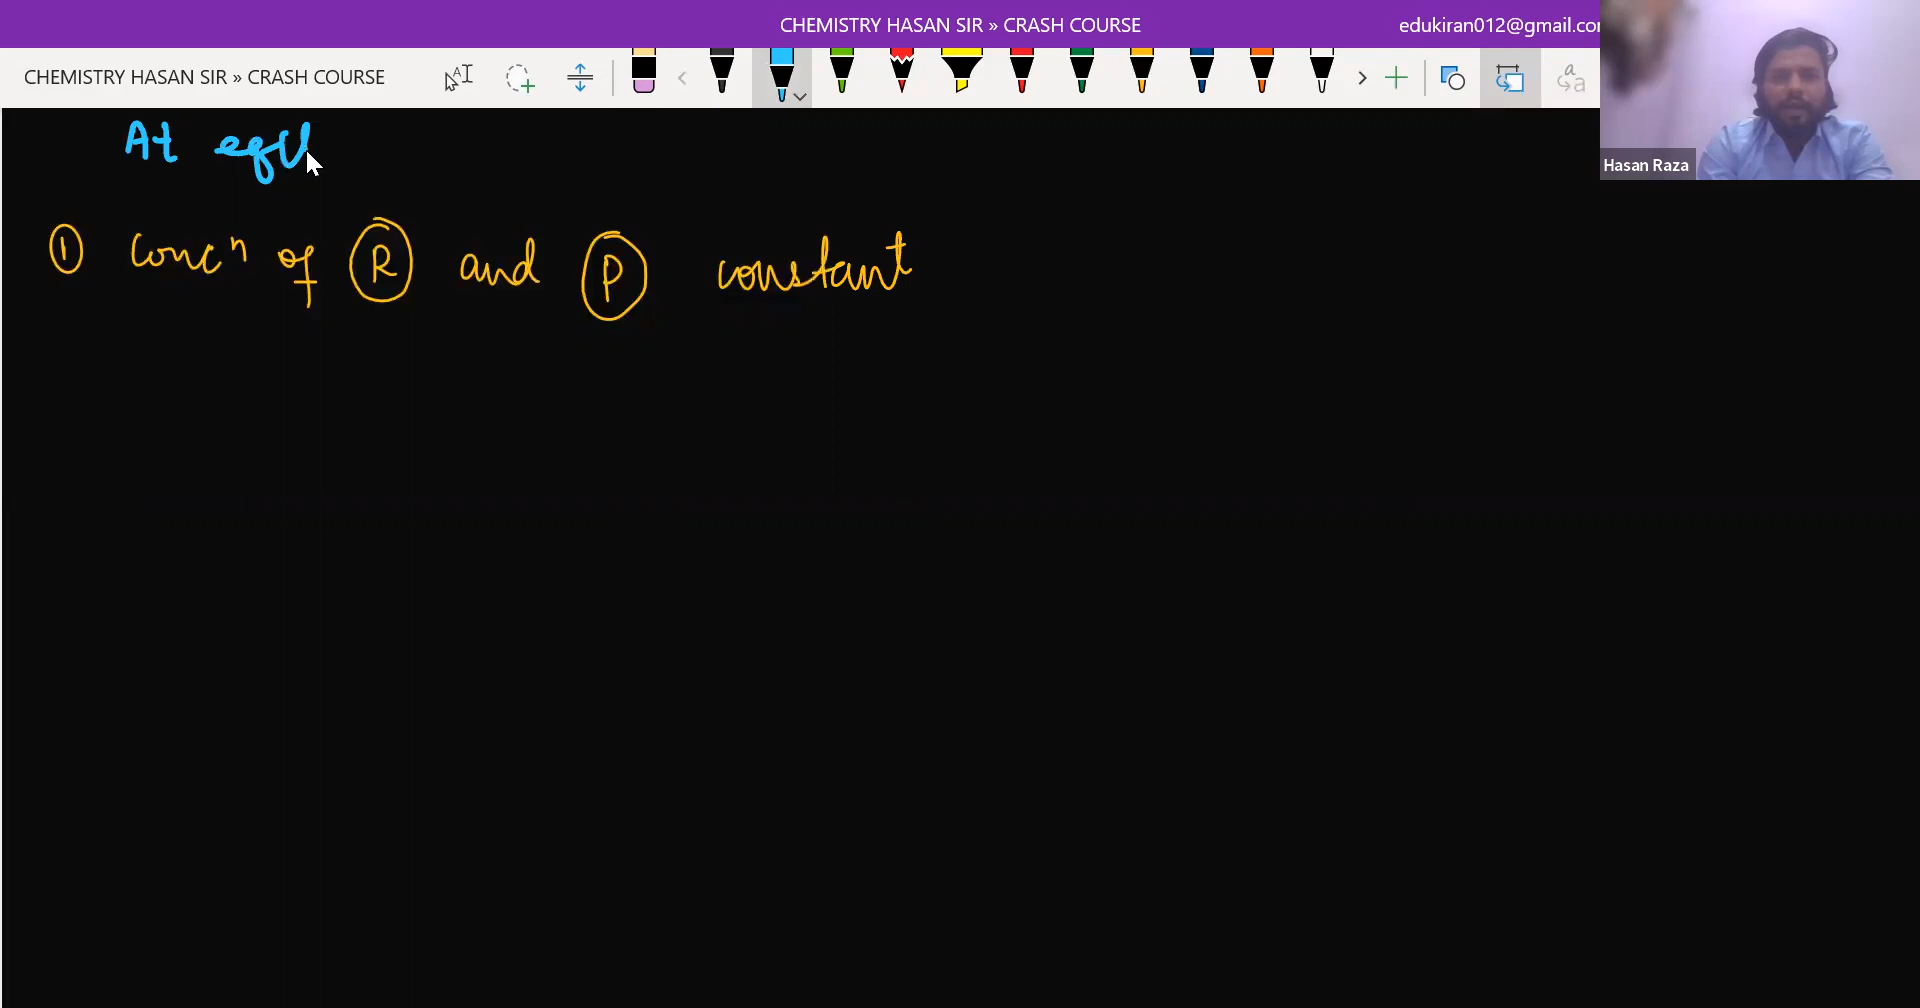 CHEMISTRY HASAN SIR » CRASH COURSE
edukiran012@gmail.co
CHEMISTRY HASAN SIR » CRASH COURSE
Hasan Raza
At eq
① concⁿ of Ⓡ and Ⓟ constant